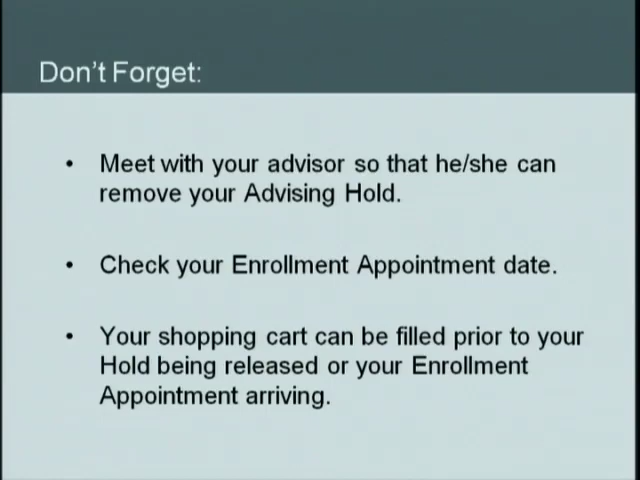 Don't Forget:
• Meet with your advisor so that he/she can
remove your Advising Hold.
• Check your Enrollment Appointment date.
• Your shopping cart can be filled prior to your
Hold being released or your Enrollment
Appointment arriving.